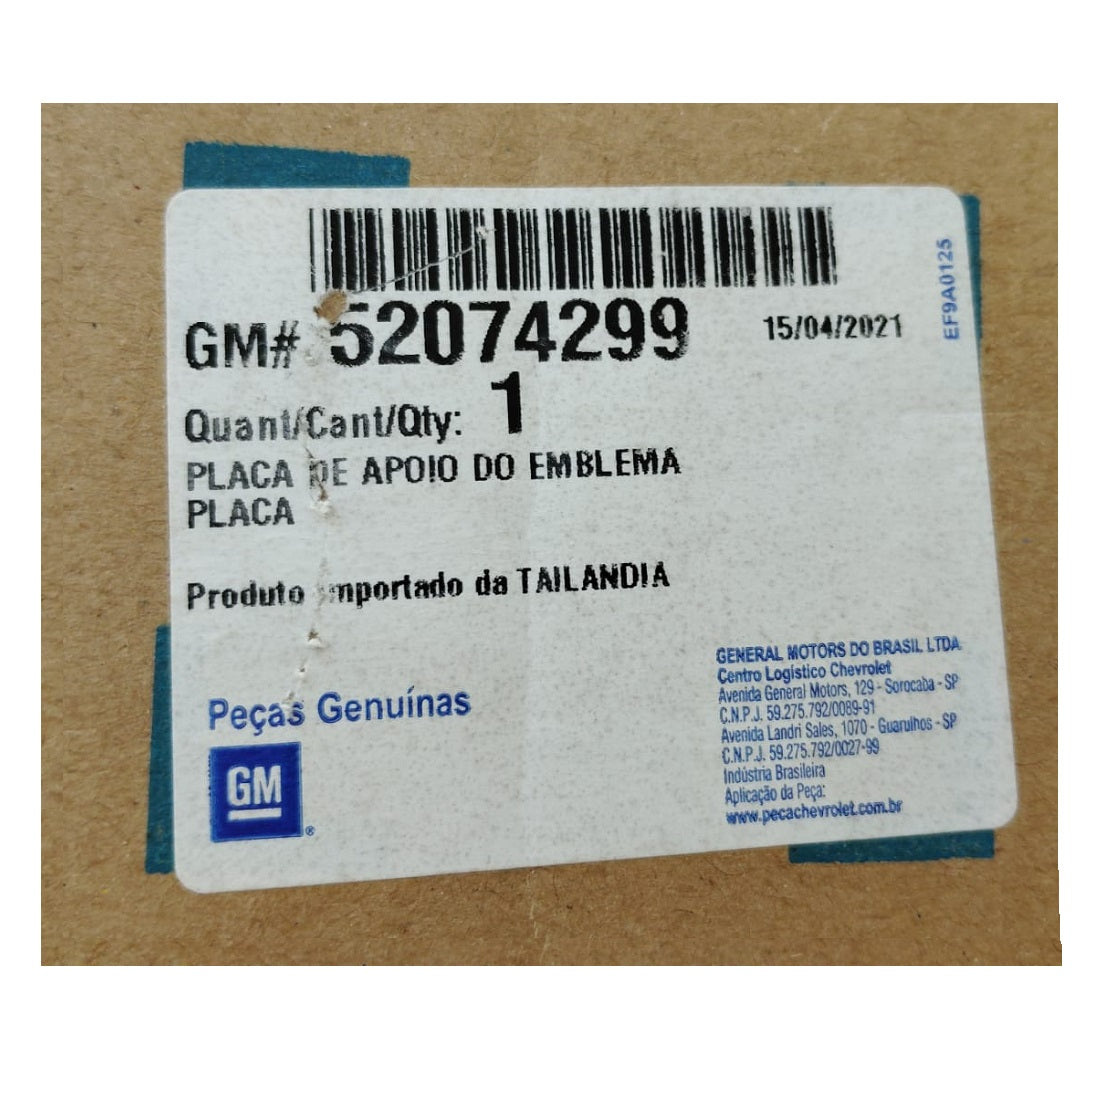 GM# 52074299
15/04/2021
EF9A0125
Quant/Cant/Qty: 1
PLACA DE APOIO DO EMBLEMA
PLACA
Produto importado da TAILANDIA
GENERAL MOTORS DO BRASIL LTDA
Centro Logístico Chevrolet
Avenida General Motors, 129 - Sorocaba - SP
C.N.P.J. 59.275.792/0089-91
Avenida Landri Sales, 1070 - Guarulhos - SP
C.N.P.J. 59.275.792/0027-99
Indústria Brasileira
Aplicação da Peça:
www.pecachevrolet.com.br
Peças Genuínas
GM